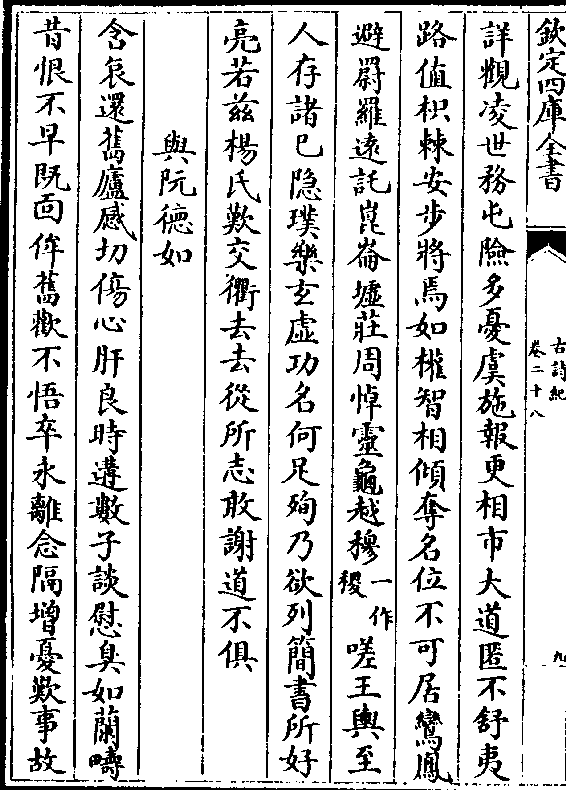 欽定四庫全書
古詩紀
卷二十八
九
詳觀凌世務屯險多憂虞施報更相市大道匿不舒夷
路值枳棘安步將焉如權智相傾奪名位不可居鸞鳳
避罻羅遠託崑崙墟莊周悼靈龜越穆一作稷嗟王輿至
人存諸已隐璞樂玄虚功名何足殉乃欲列簡書所好
亮若兹楊氏歎交衢去去從所志敢謝道不俱
與阮德如
含哀還舊廬感切傷心肝良時遘數子談慰臭如蘭疇
昔恨不早既面侔舊歡不悟卒永離念隔增憂歎事故